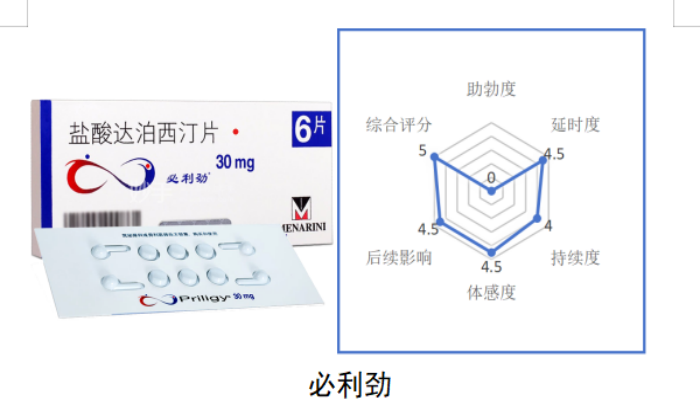 盐酸达泊西汀片
6片
30 mg
必利劲
MENARINI
Priligy 30 mg
助勃度
综合评分
延时度
5
4.5
0
4.5
4
后续影响
持续度
4.5
体感度
必利劲